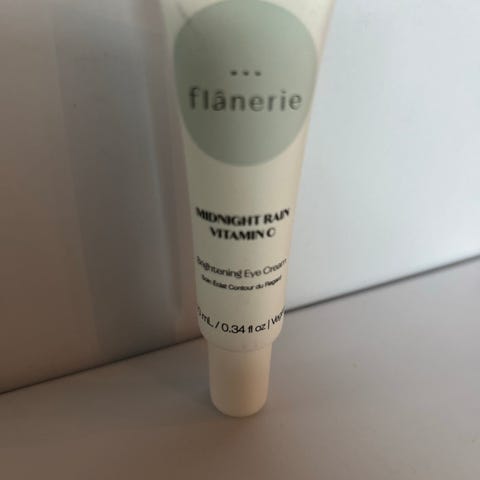 flânerie
MIDNIGHT RAIN
VITAMIN C
Brightening Eye Cream
Soin Éclat Contour du Regard
mL / 0.34 fl oz |